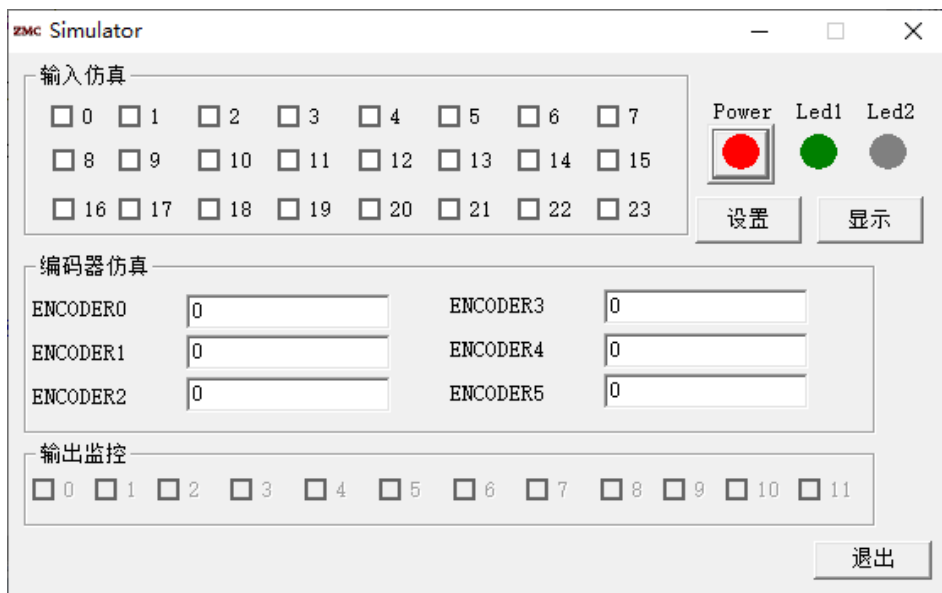 ZMC Simulator
输入仿真
0 1 2 3 4 5 6 7
Power Led1 Led2
8 9 10 11 12 13 14 15
16 17 18 19 20 21 22 23
设置 显示
编码器仿真
ENCODER0 0 ENCODER3 0
ENCODER1 0 ENCODER4 0
ENCODER2 0 ENCODER5 0
输出监控
0 1 2 3 4 5 6 7 8 9 10 11
退出